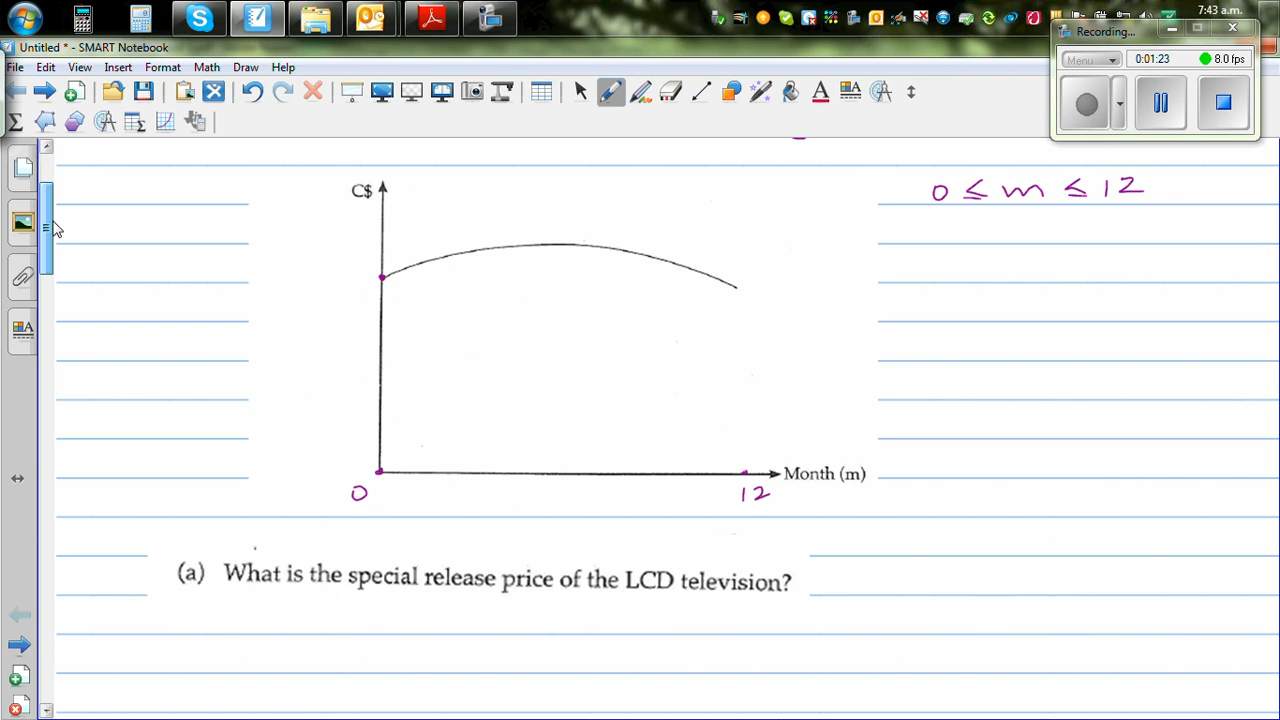 7:43 a.m.
Untitled * - SMART Notebook
Recording...
File Edit View Insert Format Math Draw Help
Menu 0:01:23 8.0 fps
C$
0 ≤ m ≤ 12
Month (m)
0 12
(a) What is the special release price of the LCD television?